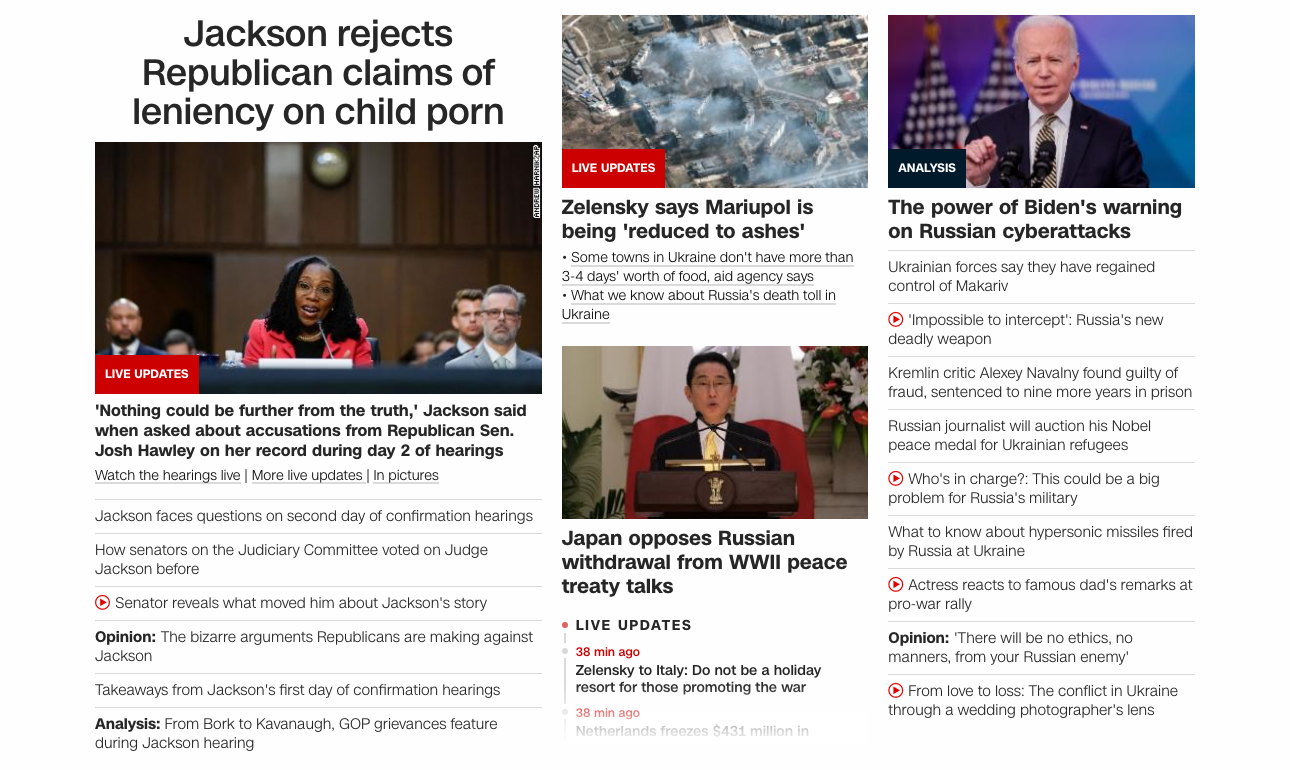 Jackson rejects
Republican claims of
leniency on child porn
ANDREW HARNIK/AP
LIVE UPDATES
'Nothing could be further from the truth,' Jackson said
when asked about accusations from Republican Sen.
Josh Hawley on her record during day 2 of hearings
Watch the hearings live | More live updates | In pictures
Jackson faces questions on second day of confirmation hearings
How senators on the Judiciary Committee voted on Judge
Jackson before
Senator reveals what moved him about Jackson's story
Opinion: The bizarre arguments Republicans are making against
Jackson
Takeaways from Jackson's first day of confirmation hearings
Analysis: From Bork to Kavanaugh, GOP grievances feature
during Jackson hearing
LIVE UPDATES
Zelensky says Mariupol is
being 'reduced to ashes'
• Some towns in Ukraine don't have more than
3-4 days' worth of food, aid agency says
• What we know about Russia's death toll in
Ukraine
Japan opposes Russian
withdrawal from WWII peace
treaty talks
LIVE UPDATES
38 min ago
Zelensky to Italy: Do not be a holiday
resort for those promoting the war
38 min ago
Netherlands freezes $431 million in
ANALYSIS
The power of Biden's warning
on Russian cyberattacks
Ukrainian forces say they have regained
control of Makariv
'Impossible to intercept': Russia's new
deadly weapon
Kremlin critic Alexey Navalny found guilty of
fraud, sentenced to nine more years in prison
Russian journalist will auction his Nobel
peace medal for Ukrainian refugees
Who's in charge?: This could be a big
problem for Russia's military
What to know about hypersonic missiles fired
by Russia at Ukraine
Actress reacts to famous dad's remarks at
pro-war rally
Opinion: 'There will be no ethics, no
manners, from your Russian enemy'
From love to loss: The conflict in Ukraine
through a wedding photographer's lens